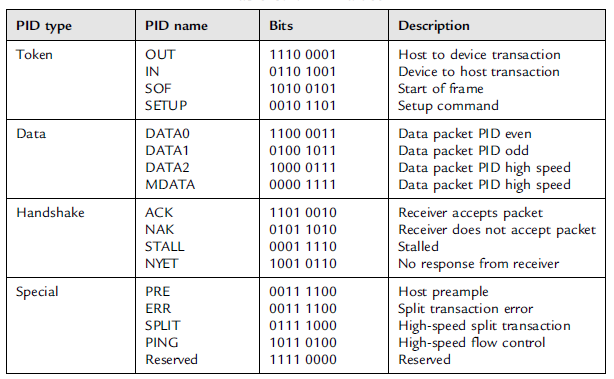 PID type PID name Bits Description
Token OUT 1110 0001 Host to device transaction
IN 0110 1001 Device to host transaction
SOF 1010 0101 Start of frame
SETUP 0010 1101 Setup command
Data DATA0 1100 0011 Data packet PID even
DATA1 0100 1011 Data packet PID odd
DATA2 1000 0111 Data packet PID high speed
MDATA 0000 1111 Data packet PID high speed
Handshake ACK 1101 0010 Receiver accepts packet
NAK 0101 1010 Receiver does not accept packet
STALL 0001 1110 Stalled
NYET 1001 0110 No response from receiver
Special PRE 0011 1100 Host preamble
ERR 0011 1100 Split transaction error
SPLIT 0111 1000 High-speed split transaction
PING 1011 0100 High-speed flow control
Reserved 1111 0000 Reserved